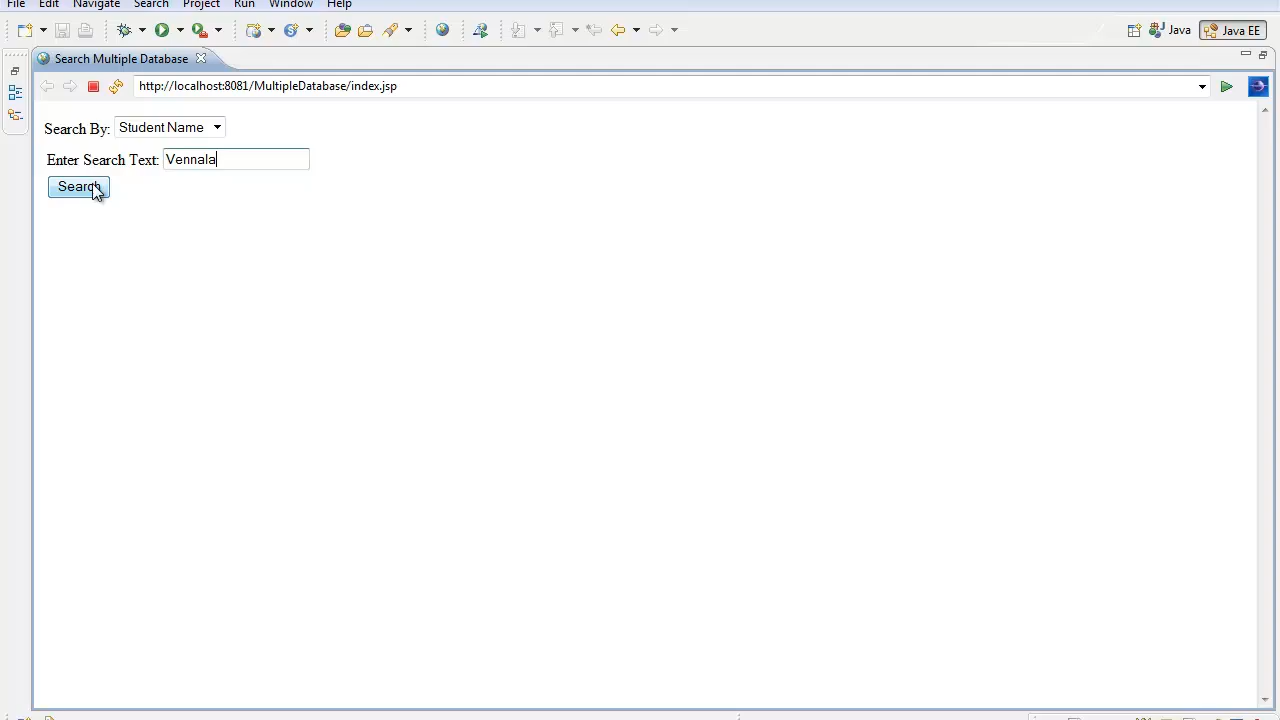 File Edit Navigate Search Project Run Window Help
Java Java EE
Search Multiple Database
http://localhost:8081/MultipleDatabase/index.jsp
Search By: Student Name
Enter Search Text: Vennala
Search